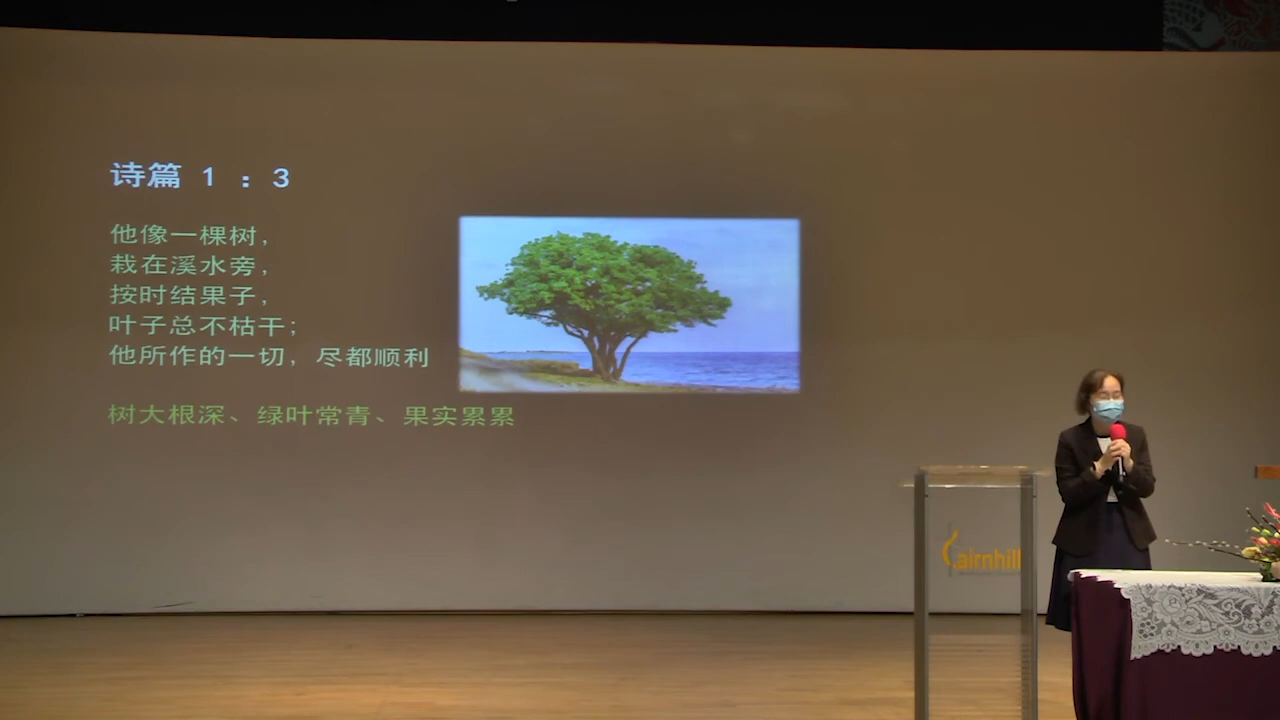 诗篇 1 : 3
他像一棵树,
栽在溪水旁,
按时结果子,
叶子总不枯干;
他所作的一切, 尽都顺利
树大根深、绿叶常青、果实累累
Cairnhill